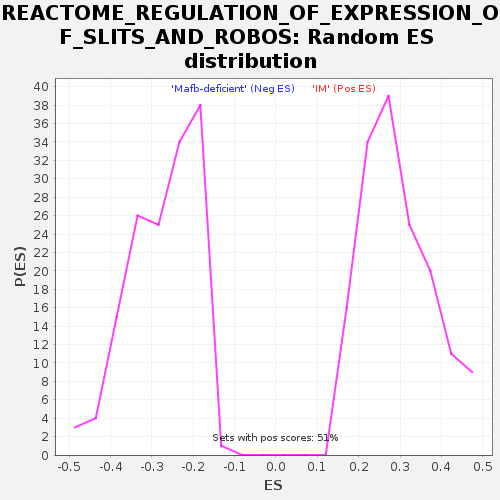 REACTOME_REGULATION_OF_EXPRESSION_O
F_SLITS_AND_ROBOS: Random ES
distribution
'Mafb-deficient' (Neg ES) 'IM' (Pos ES)
P(ES)
40
38
36
34
32
30
28
26
24
22
20
18
16
14
12
10
8
6
4
2
0
Sets with pos scores: 51%
-0.5 -0.4 -0.3 -0.2 -0.1 0.0 0.1 0.2 0.3 0.4 0.5
ES